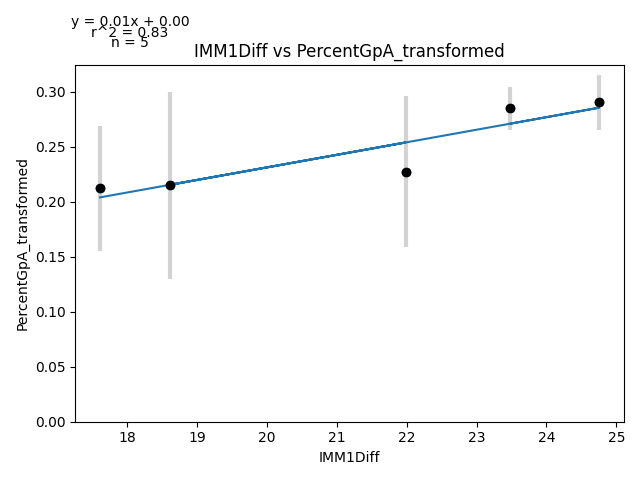 y = 0.01x + 0.00
r^2 = 0.83
n = 5
IMM1Diff vs PercentGpA_transformed
PercentGpA_transformed
0.30
0.25
0.20
0.15
0.10
0.05
0.00
18 19 20 21 22 23 24 25
IMM1Diff